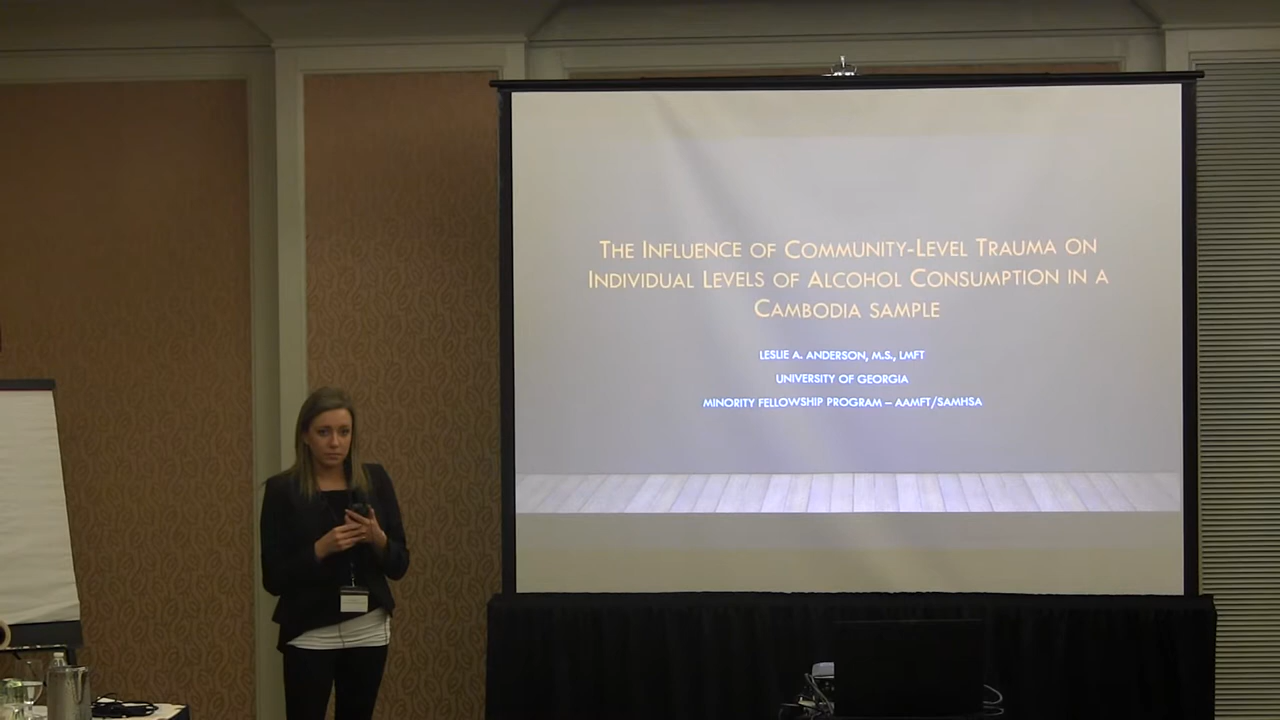 THE INFLUENCE OF COMMUNITY-LEVEL TRAUMA ON
INDIVIDUAL LEVELS OF ALCOHOL CONSUMPTION IN A
CAMBODIA SAMPLE
LESLIE A. ANDERSON, M.S., LMFT
UNIVERSITY OF GEORGIA
MINORITY FELLOWSHIP PROGRAM – AAMFT/SAMHSA